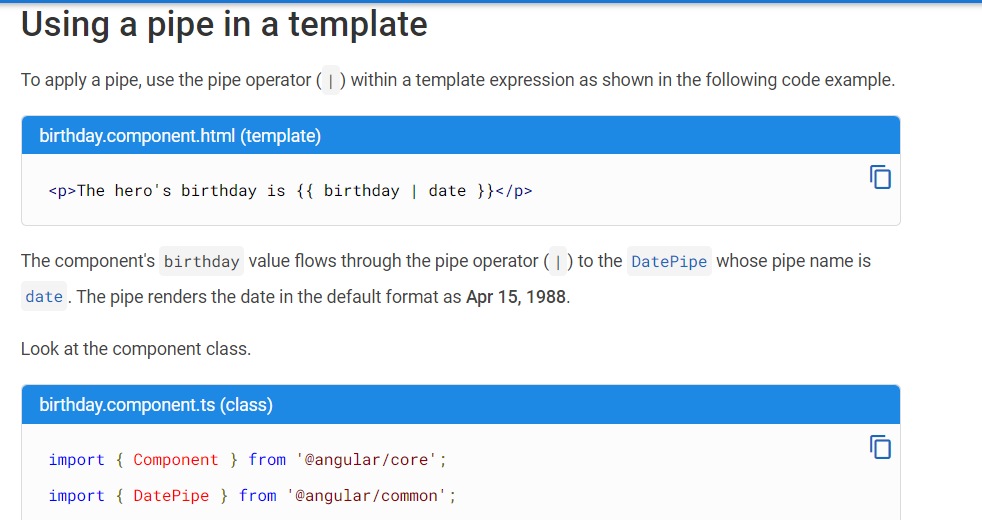 Using a pipe in a template
To apply a pipe, use the pipe operator ( | ) within a template expression as shown in the following code example.
birthday.component.html (template)
<p>The hero's birthday is {{ birthday | date }}</p>
The component's birthday value flows through the pipe operator ( | ) to the DatePipe whose pipe name is
date . The pipe renders the date in the default format as Apr 15, 1988.
Look at the component class.
birthday.component.ts (class)
import { Component } from '@angular/core';
import { DatePipe } from '@angular/common';